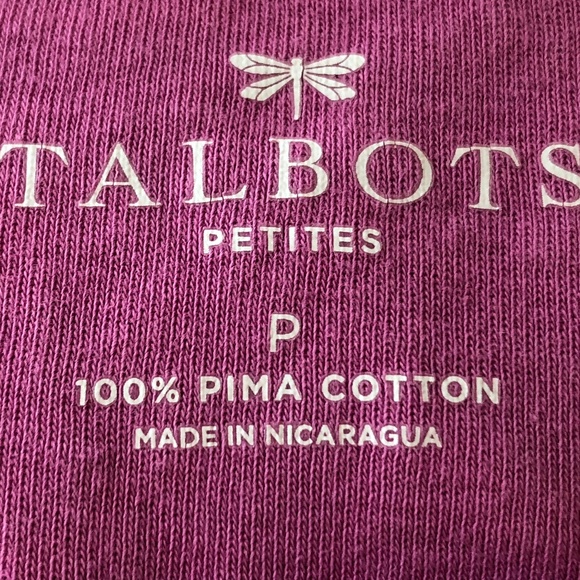 TALBOTS
PETITES
P
100% PIMA COTTON
MADE IN NICARAGUA